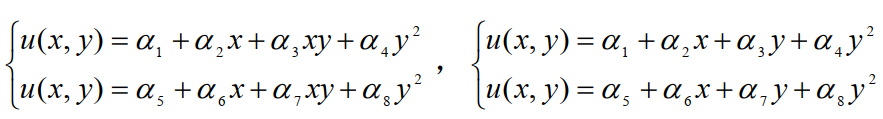 {u(x, y) = α₁ + α₂x + α₃xy + α₄y² , {u(x, y) = α₁ + α₂x + α₃y + α₄y²
{u(x, y) = α₅ + α₆x + α₇xy + α₈y² {u(x, y) = α₅ + α₆x + α₇y + α₈y²